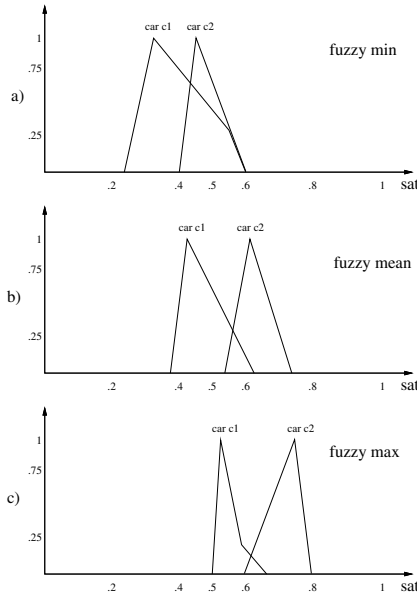 car c1 car c2
1
fuzzy min
.75
a)
.25
.2 .4 .5 .6 .8 1 sat
car c1 car c2
1
fuzzy mean
.75
b)
.25
.2 .4 .5 .6 .8 1 sat
car c1 car c2
1
fuzzy max
.75
c)
.25
.2 .4 .5 .6 .8 1 sat